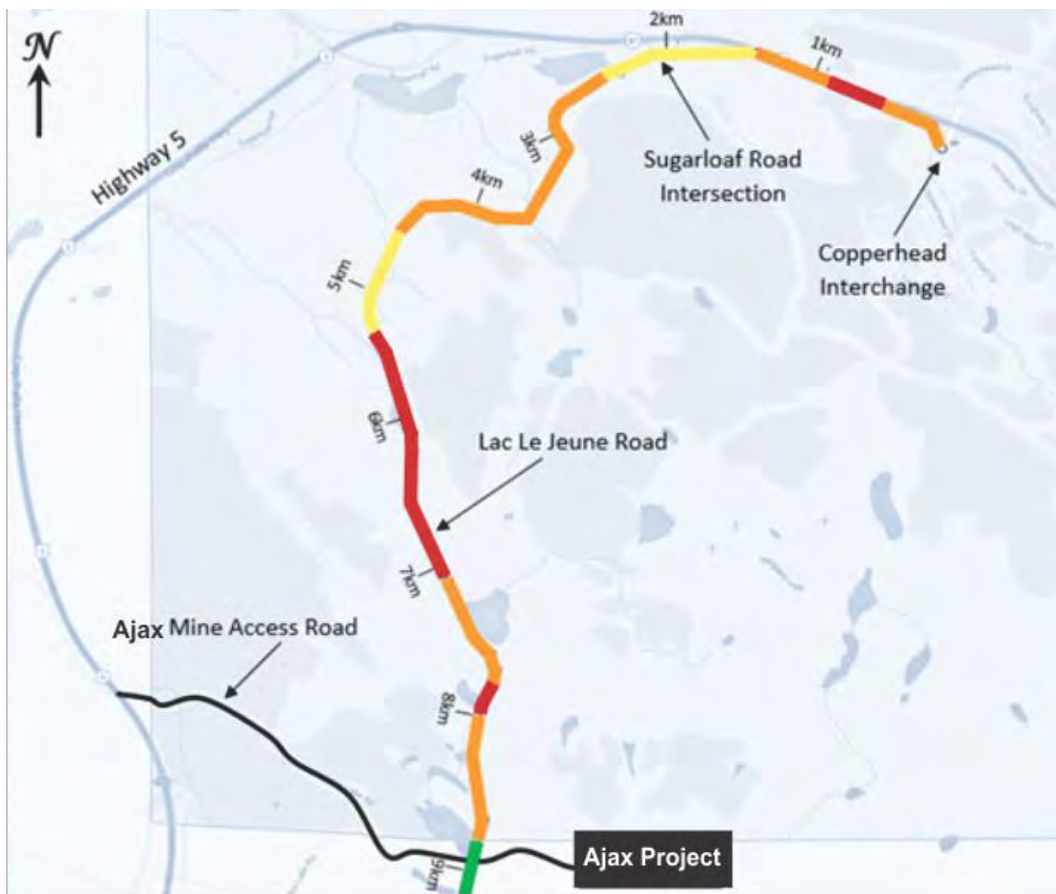 N
2km
1km
Highway 5
3km
Sugarloaf Road
Intersection
4km
Copperhead
Interchange
5km
6km
Lac Le Jeune Road
7km
Ajax Mine Access Road
8km
Ajax Project
9km